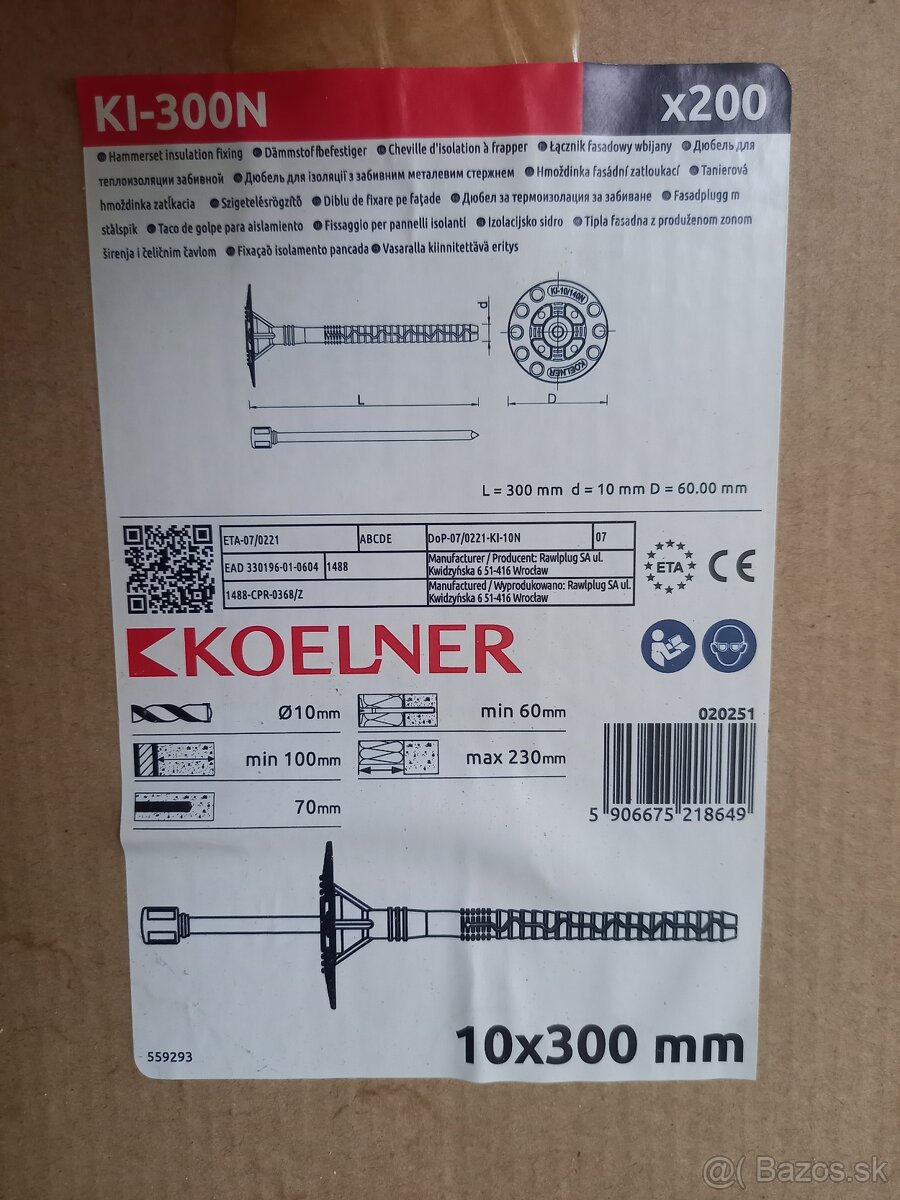 KI-300N
x200
Hammerset insulation fixing Dämmstoffbefestiger Cheville d'isolation à frapper Łącznik fasadowy wbijany Дюбель для
теплоизоляции забивной Дюбель для ізоляції з забивним металевим стержнем Hmoždinka fasádní zatloukací Tanierová
hmoždinka zatĺkacia Szigetelésrögzítő Diblu de fixare pe fațade Дюбел за термоизолация за забиване Fasadplugg m
stålspik Taco de golpe para aislamiento Fissaggio per pannelli isolanti Izolacijsko sidro Tipla fasadna z produženom zonom
širenja i čeličnim čavlom Fixação isolamento pancada Vasaralla kiinnitettävä eritys
KI-10/140N
KOELNER
d
L
D
L = 300 mm d = 10 mm D = 60.00 mm
ETA-07/0221 ABCDE DoP-07/0221-KI-10N 07
EAD 330196-01-0604 1488 Manufacturer / Producent: Rawlplug SA ul.
Kwidzyńska 6 51-416 Wrocław
1488-CPR-0368/Z Manufactured / Wyprodukowano: Rawlplug SA ul.
Kwidzyńska 6 51-416 Wrocław
ETA
CE
KOELNER
Ø10mm
min 60mm
min 100mm
max 230mm
70mm
020251
5 906675 218649
10x300 mm
559293
@( Bazos.sk